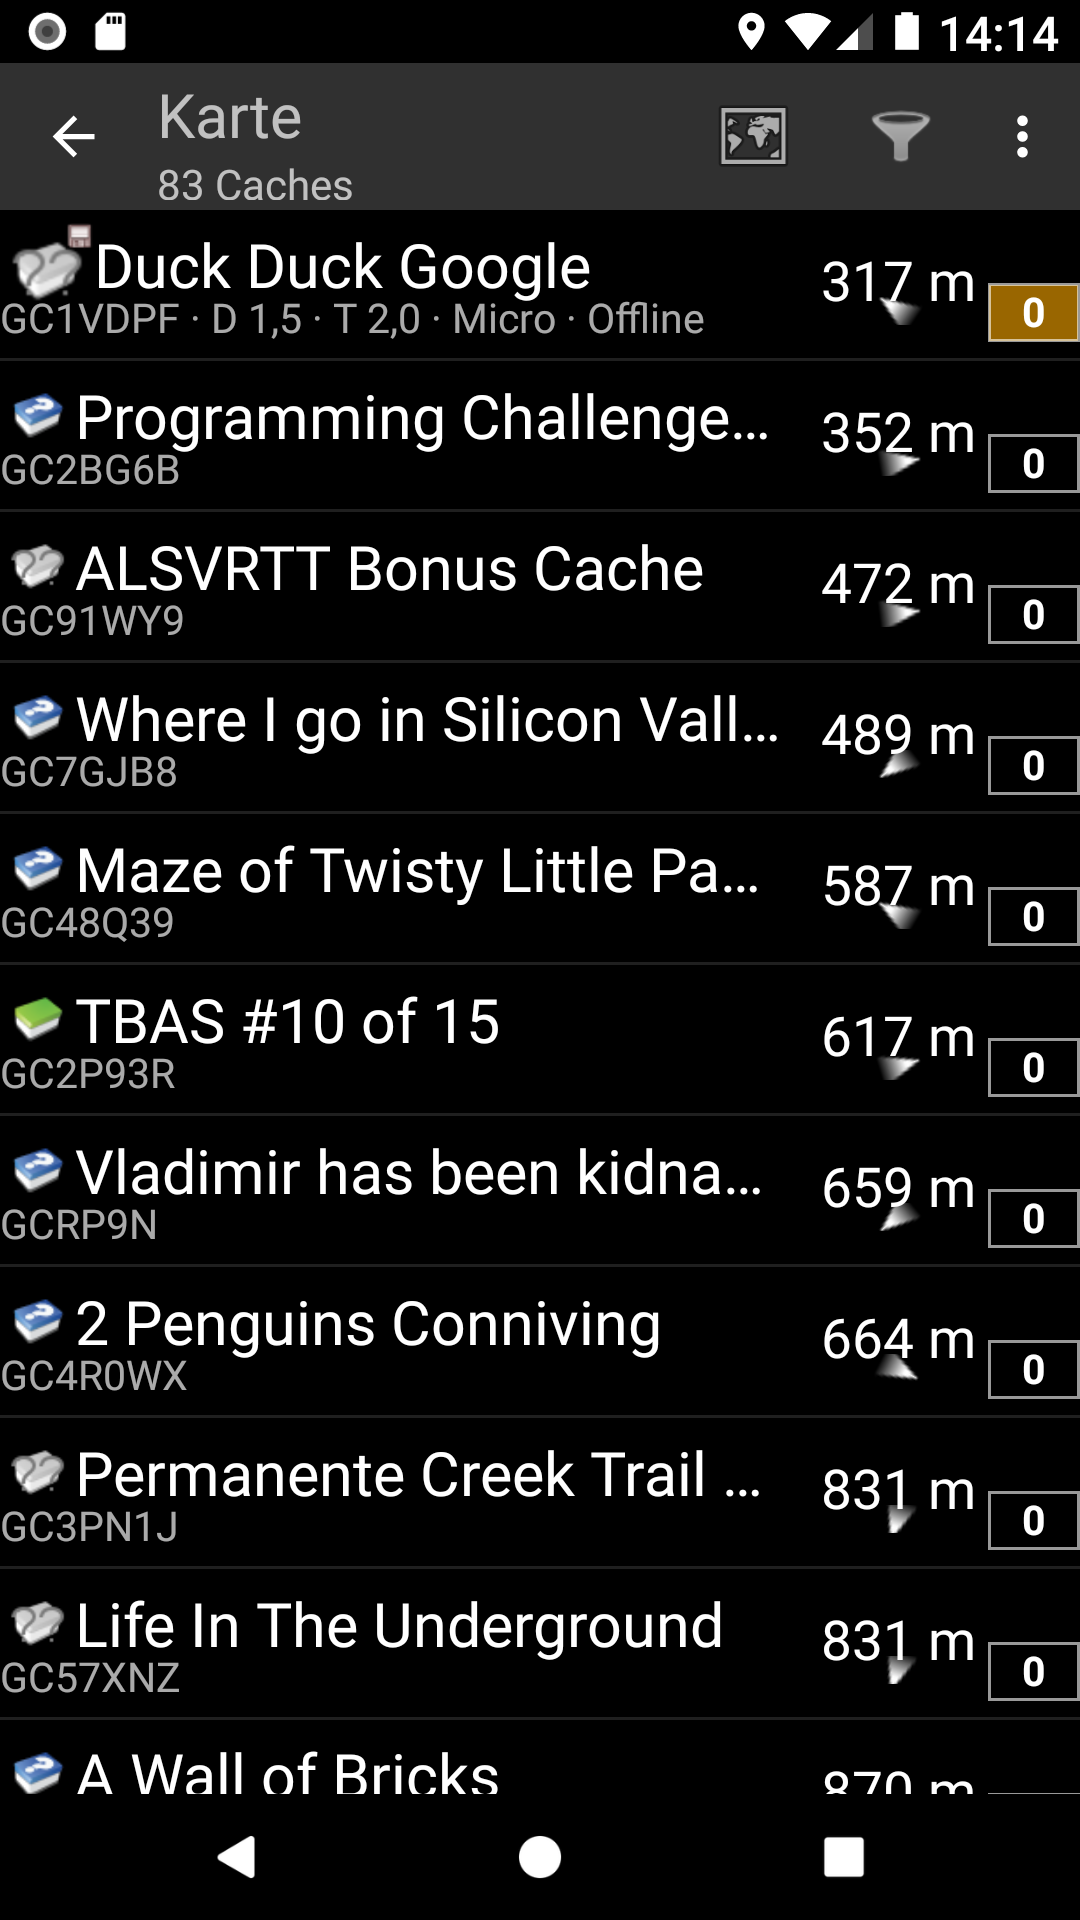 14:14
Karte
83 Caches
Duck Duck Google
317 m
GC1VDPF · D 1,5 · T 2,0 · Micro · Offline
0
Programming Challenge...
352 m
GC2BG6B
0
ALSVRTT Bonus Cache
472 m
GC91WY9
0
Where I go in Silicon Vall...
489 m
GC7GJB8
0
Maze of Twisty Little Pa...
587 m
GC48Q39
0
TBAS #10 of 15
617 m
GC2P93R
0
Vladimir has been kidna...
659 m
GCRP9N
0
2 Penguins Conniving
664 m
GC4R0WX
0
Permanente Creek Trail ...
831 m
GC3PN1J
0
Life In The Underground
831 m
GC57XNZ
0
A Wall of Bricks
870 m